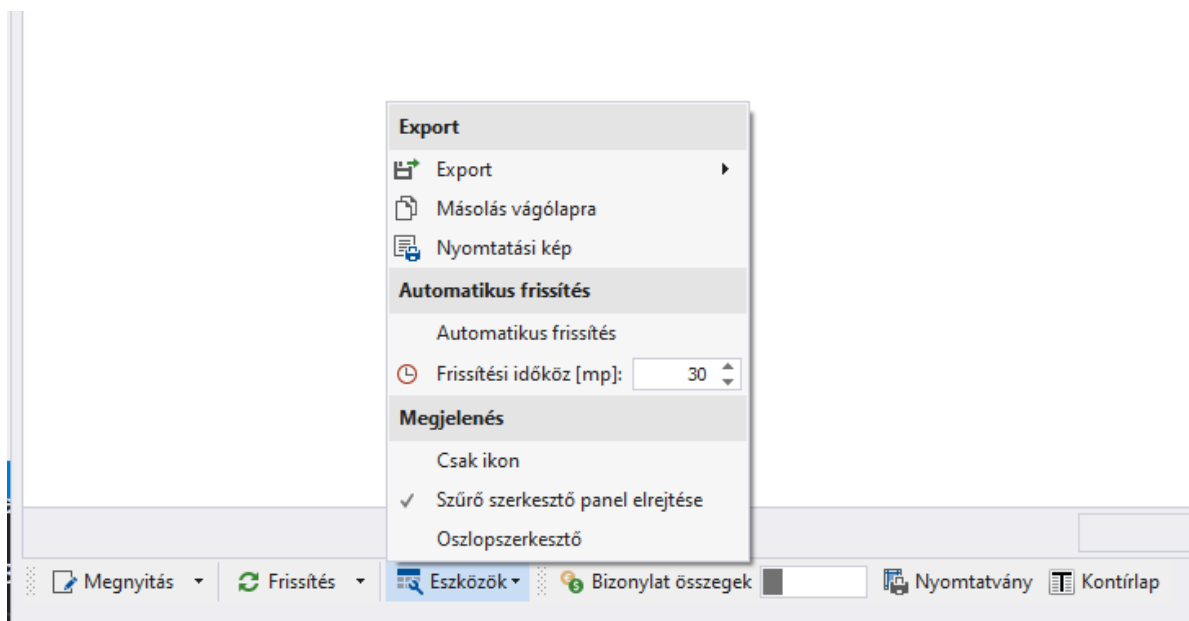 Export
Export
Másolás vágólapra
Nyomtatási kép
Automatikus frissítés
Automatikus frissítés
Frissítési időköz [mp]: 30
Megjelenés
Csak ikon
Szűrő szerkesztő panel elrejtése
Oszlopszerkesztő
Megnyitás Frissítés Eszközök Bizonylat összegek Nyomtatvány Kontírlap